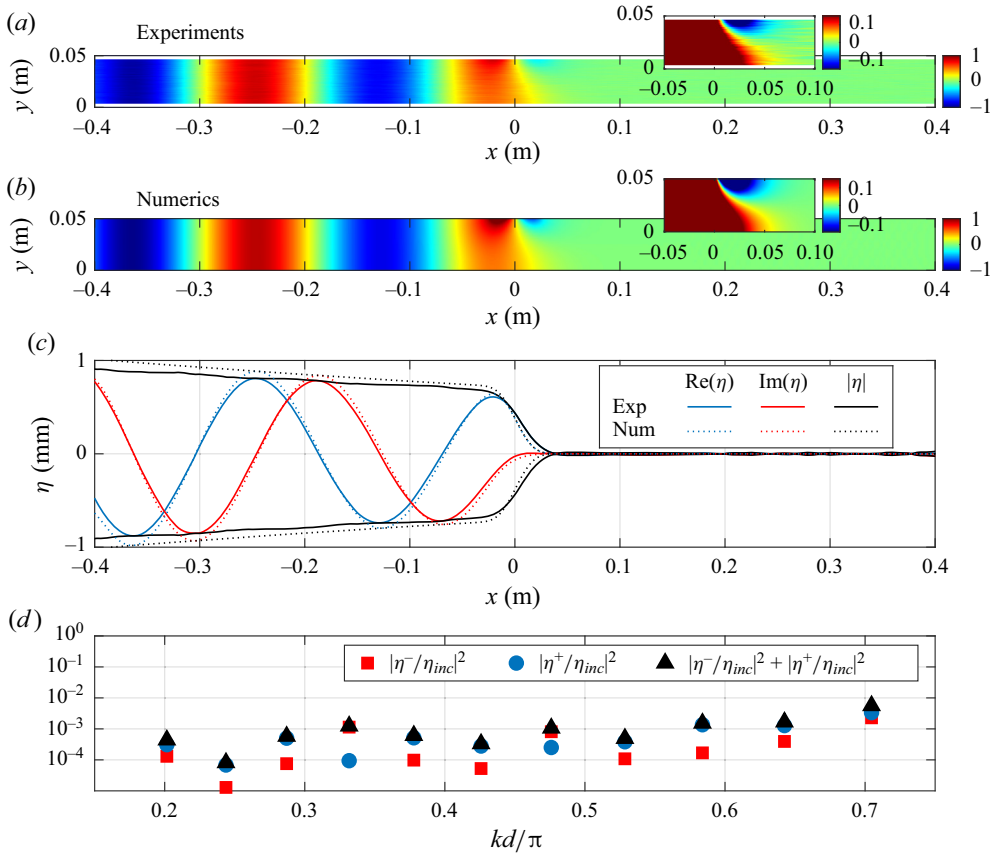 (a)
Experiments
0.05
0
y (m)
−0.4 −0.3 −0.2 −0.1 0 0.1 0.2 0.3 0.4
x (m)
1
0
−1
0.05
0
−0.05 0 0.05 0.10
0.1
0
−0.1
(b)
Numerics
0.05
0
y (m)
−0.4 −0.3 −0.2 −0.1 0 0.1 0.2 0.3 0.4
x (m)
1
0
−1
0.05
0
−0.05 0 0.05 0.10
0.1
0
−0.1
(c)
1
0
−1
η (mm)
Re(η) Im(η) |η|
Exp
Num
−0.4 −0.3 −0.2 −0.1 0 0.1 0.2 0.3 0.4
x (m)
(d)
10^0
10^−1
10^−2
10^−3
10^−4
|η^−/η_inc|^2 |η^+/η_inc|^2 |η^−/η_inc|^2 + |η^+/η_inc|^2
0.2 0.3 0.4 0.5 0.6 0.7
kd/π